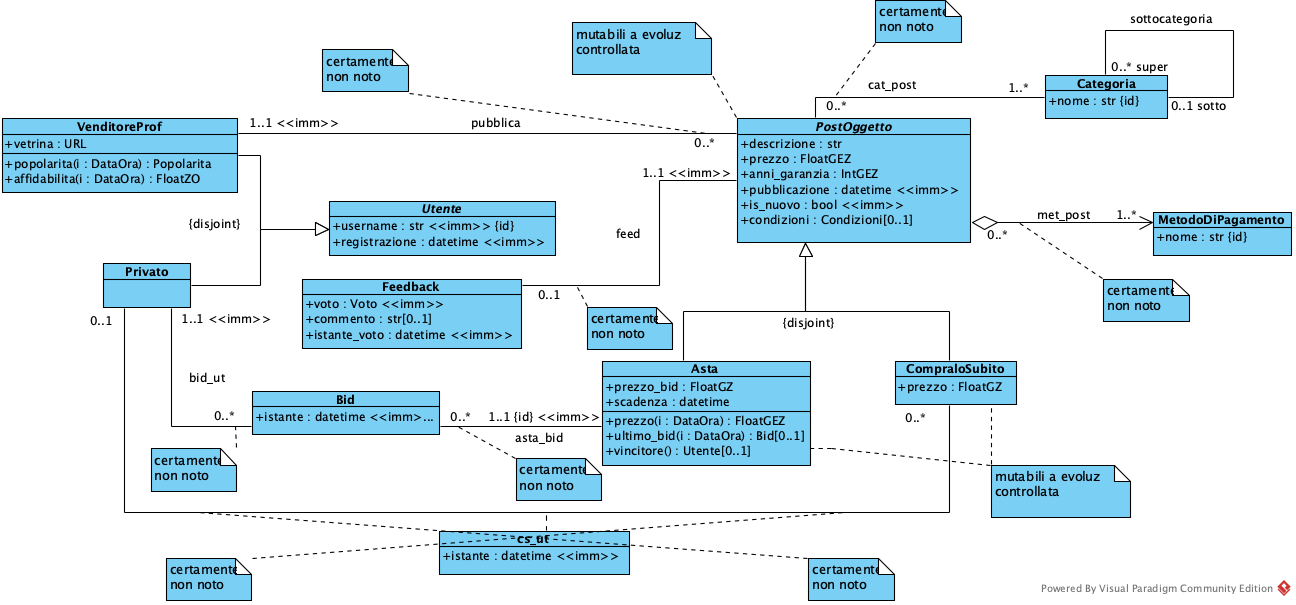 certamente
non noto
sottocategoria
mutabili a evoluz
controllata
certamente
non noto
0..* super
cat_post
1..*
Categoria
+nome : str {id}
0..1 sotto
0..*
VenditoreProf
+vetrina : URL
+popolarita(i : DataOra) : Popolarita
+affidabilita(i : DataOra) : FloatZO
1..1 <<imm>>
pubblica
0..*
PostOggetto
+descrizione : str
+prezzo : FloatGEZ
+anni_garanzia : IntGEZ
+pubblicazione : datetime <<imm>>
+is_nuovo : bool <<imm>>
+condizioni : Condizioni[0..1]
1..1 <<imm>>
{disjoint}
Utente
+username : str <<imm>> {id}
+registrazione : datetime <<imm>>
feed
met_post
1..*
0..*
MetodoDiPagamento
+nome : str {id}
Privato
Feedback
+voto : Voto <<imm>>
+commento : str[0..1]
+istante_voto : datetime <<imm>>
0..1
certamente
non noto
certamente
non noto
0..1
1..1 <<imm>>
{disjoint}
bid_ut
0..*
Bid
+istante : datetime <<imm>...
0..*
1..1 {id} <<imm>>
asta_bid
Asta
+prezzo_bid : FloatGZ
+scadenza : datetime
+prezzo(i : DataOra) : FloatGEZ
+ultimo_bid(i : DataOra) : Bid[0..1]
+vincitore() : Utente[0..1]
CompraloSubito
+prezzo : FloatGZ
0..*
certamente
non noto
certamente
non noto
mutabili a evoluz
controllata
cs_ut
+istante : datetime <<imm>>
certamente
non noto
certamente
non noto
Powered By Visual Paradigm Community Edition